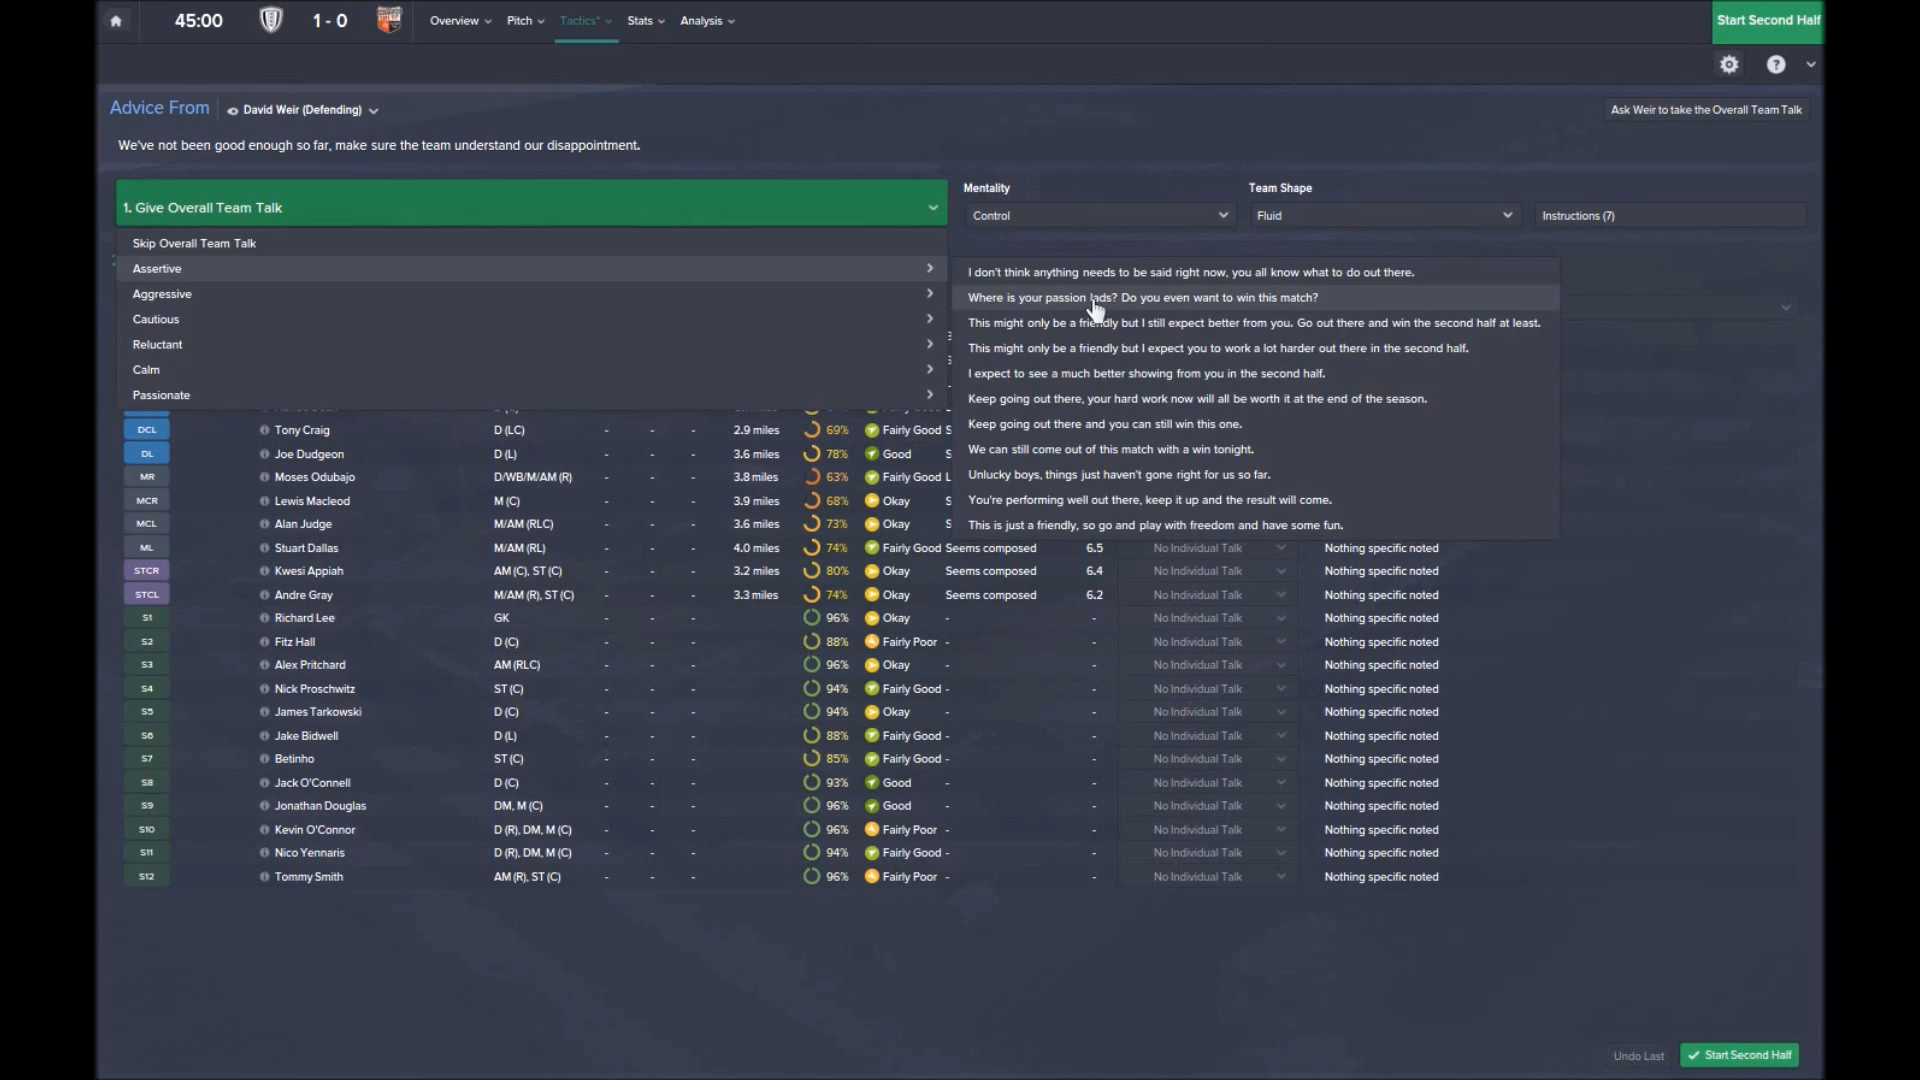 45:00 1 - 0 Overview Pitch Tactics* Stats Analysis Start Second Half
?
Advice From David Weir (Defending) Ask Weir to take the Overall Team Talk
We've not been good enough so far, make sure the team understand our disappointment.
Mentality Team Shape
1. Give Overall Team Talk Control Fluid Instructions (7)
Skip Overall Team Talk
Assertive
Aggressive
Cautious
Reluctant
Calm
Passionate
I don't think anything needs to be said right now, you all know what to do out there.
Where is your passion lads? Do you even want to win this match?
This might only be a friendly but I still expect better from you. Go out there and win the second half at least.
This might only be a friendly but I expect you to work a lot harder out there in the second half.
I expect to see a much better showing from you in the second half.
Keep going out there, your hard work now will all be worth it at the end of the season.
Keep going out there and you can still win this one.
We can still come out of this match with a win tonight.
Unlucky boys, things just haven't gone right for us so far.
You're performing well out there, keep it up and the result will come.
This is just a friendly, so go and play with freedom and have some fun.
DCL Tony Craig D (LC) - - - 2.9 miles 69% Fairly Good S
DL Joe Dudgeon D (L) - - - 3.6 miles 78% Good S
MR Moses Odubajo D/WB/M/AM (R) - - - 3.8 miles 63% Fairly Good L
MCR Lewis Macleod M (C) - - - 3.9 miles 68% Okay S
MCL Alan Judge M/AM (RLC) - - - 3.6 miles 73% Okay S
ML Stuart Dallas M/AM (RL) - - - 4.0 miles 74% Fairly Good Seems composed 6.5 No Individual Talk Nothing specific noted
STCR Kwesi Appiah AM (C), ST (C) - - - 3.2 miles 80% Okay Seems composed 6.4 No Individual Talk Nothing specific noted
STCL Andre Gray M/AM (R), ST (C) - - - 3.3 miles 74% Okay Seems composed 6.2 No Individual Talk Nothing specific noted
S1 Richard Lee GK - - - 96% Okay - - No Individual Talk Nothing specific noted
S2 Fitz Hall D (C) - - - 88% Fairly Poor - - No Individual Talk Nothing specific noted
S3 Alex Pritchard AM (RLC) - - - 96% Okay - - No Individual Talk Nothing specific noted
S4 Nick Proschwitz ST (C) - - - 94% Fairly Good - - No Individual Talk Nothing specific noted
S5 James Tarkowski D (C) - - - 94% Okay - - No Individual Talk Nothing specific noted
S6 Jake Bidwell D (L) - - - 88% Fairly Good - - No Individual Talk Nothing specific noted
S7 Betinho ST (C) - - - 85% Fairly Good - - No Individual Talk Nothing specific noted
S8 Jack O'Connell D (C) - - - 93% Good - - No Individual Talk Nothing specific noted
S9 Jonathan Douglas DM, M (C) - - - 96% Good - - No Individual Talk Nothing specific noted
S10 Kevin O'Connor D (R), DM, M (C) - - - 96% Fairly Poor - - No Individual Talk Nothing specific noted
S11 Nico Yennaris D (R), DM, M (C) - - - 94% Fairly Good - - No Individual Talk Nothing specific noted
S12 Tommy Smith AM (R), ST (C) - - - 96% Fairly Poor - - No Individual Talk Nothing specific noted
Undo Last Start Second Half